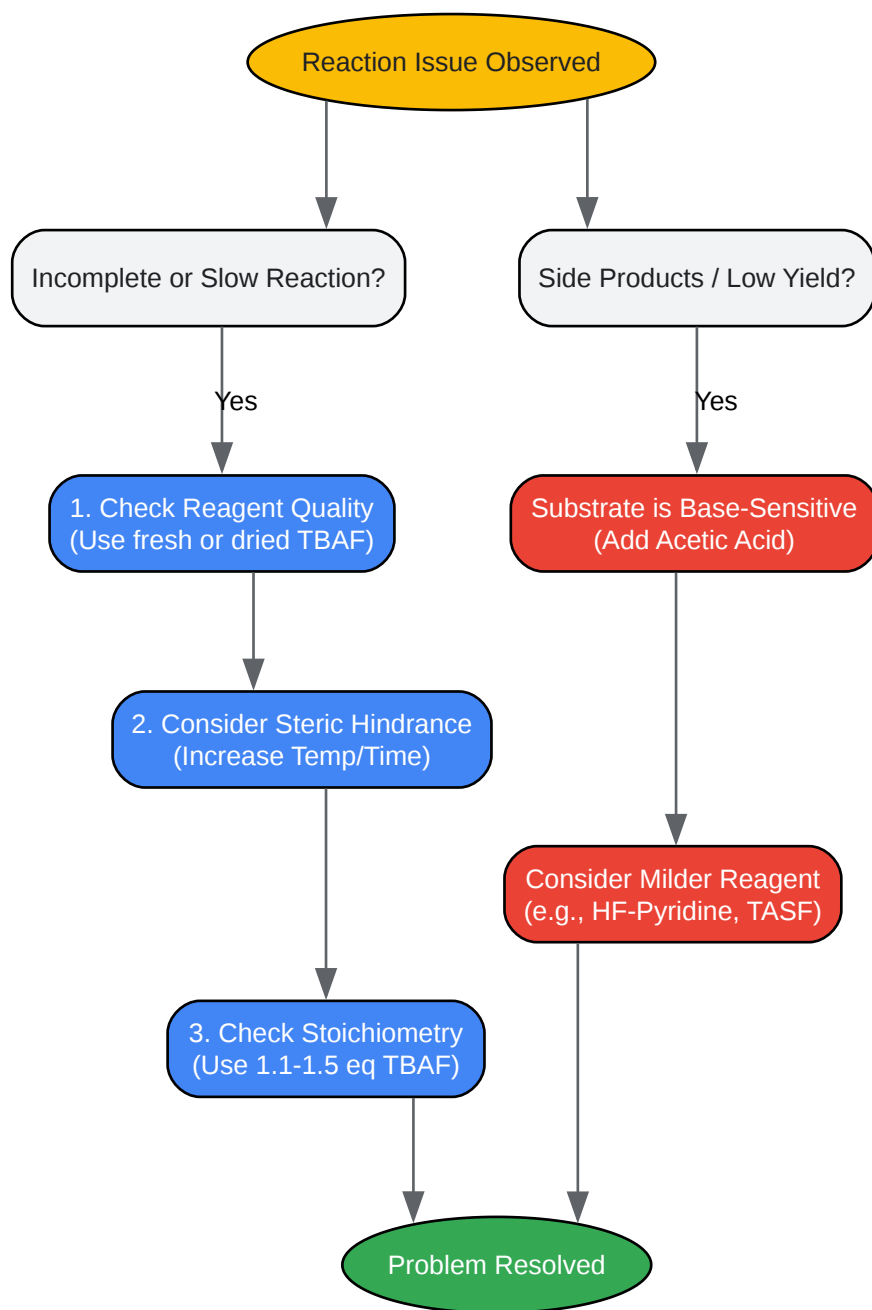 Reaction Issue Observed
Incomplete or Slow Reaction?
Side Products / Low Yield?
Yes
Yes
1. Check Reagent Quality
(Use fresh or dried TBAF)
Substrate is Base-Sensitive
(Add Acetic Acid)
2. Consider Steric Hindrance
(Increase Temp/Time)
Consider Milder Reagent
(e.g., HF-Pyridine, TASF)
3. Check Stoichiometry
(Use 1.1-1.5 eq TBAF)
Problem Resolved